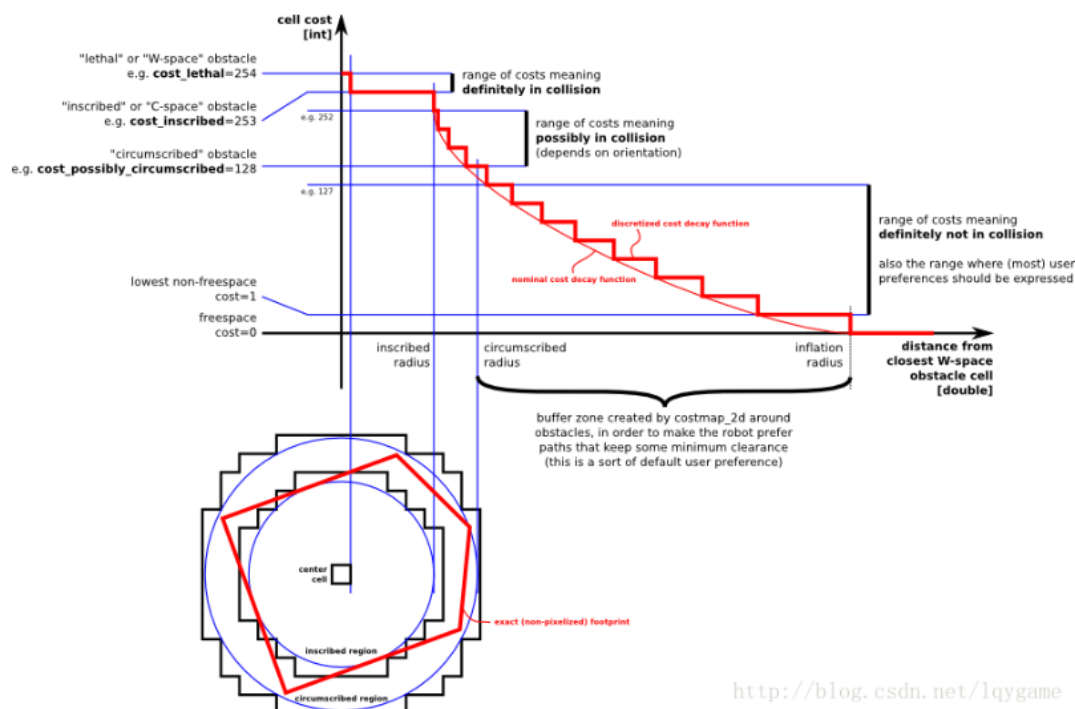 cell cost
[int]
"lethal" or "W-space" obstacle
e.g. cost_lethal=254
"inscribed" or "C-space" obstacle
e.g. cost_inscribed=253
"circumscribed" obstacle
e.g. cost_possibly_circumscribed=128
lowest non-freespace
cost=1
freespace
cost=0
e.g. 252
e.g. 127
range of costs meaning
definitely in collision
range of costs meaning
possibly in collision
(depends on orientation)
range of costs meaning
definitely not in collision
also the range where (most) user
preferences should be expressed
discretized cost decay function
nominal cost decay function
inscribed
radius
circumscribed
radius
inflation
radius
distance from
closest W-space
obstacle cell
[double]
buffer zone created by costmap_2d around
obstacles, in order to make the robot prefer
paths that keep some minimum clearance
(this is a sort of default user preference)
center
cell
exact (non-pixelized) footprint
inscribed region
circumscribed region
http://blog.csdn.net/lqygame